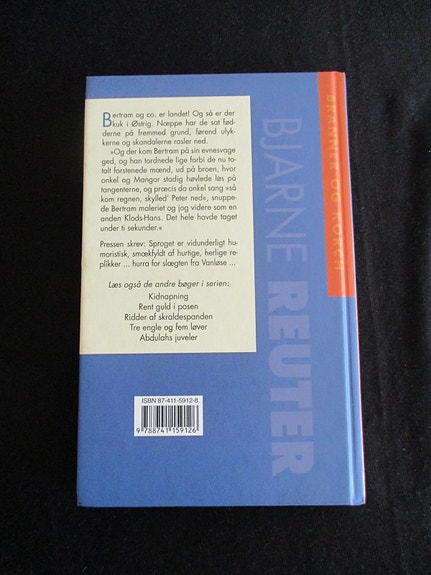 Bertram og co. er landet! Og så er der
kuk i Østrig. Næppe har de sat fød-
derne på fremmed grund, førend ulyk-
kerne og skandalerne rasler ned.
»Og der kom Bertram på sin evnesvage
ged, og han tordnede lige forbi de nu to-
talt forstenede mænd, ud på broen, hvor
onkel og Mangor stadig høvlede løs på
tangenterne, og præcis da onkel sang »så
kom regnen, skylled' Peter ned«, snuppe-
de Bertram maleriet og jog videre som en
anden Klods-Hans. Det hele havde taget
under ti sekunder.«
Pressen skrev: Sproget er vidunderligt hu-
moristisk, smækfyldt af hurtige, herlige re-
plikker ... hurra for slægten fra Vanløse ...
Læs også de andre bøger i serien:
Kidnapning
Rent guld i posen
Ridder af skraldespanden
Tre engle og fem løver
Abdulahs juveler
ISBN 87-411-5912-8
9 788741 159126
BJARNE REUTER
BRANNER OG KORCH